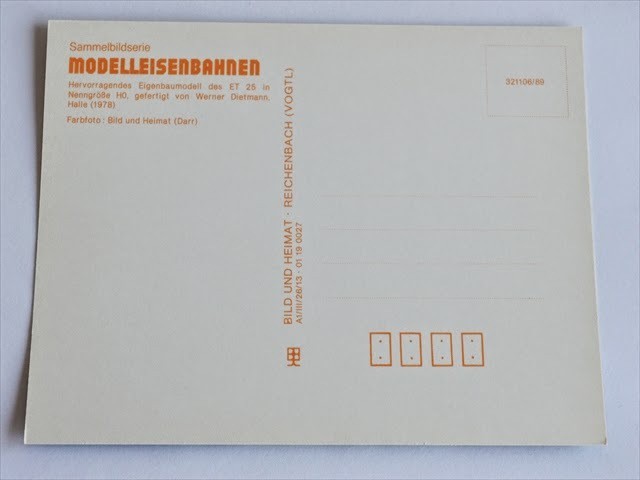 Sammelbildserie
MODELLEISENBAHNEN
Hervorragendes Eigenbaumodell des ET 25 in
Nenngröße H0, gefertigt von Werner Dietmann,
Halle (1978)
Farbfoto: Bild und Heimat (Darr)
BILD UND HEIMAT · REICHENBACH (VOGTL)
A1/III/26/13 · 01 19 0027
321106/89